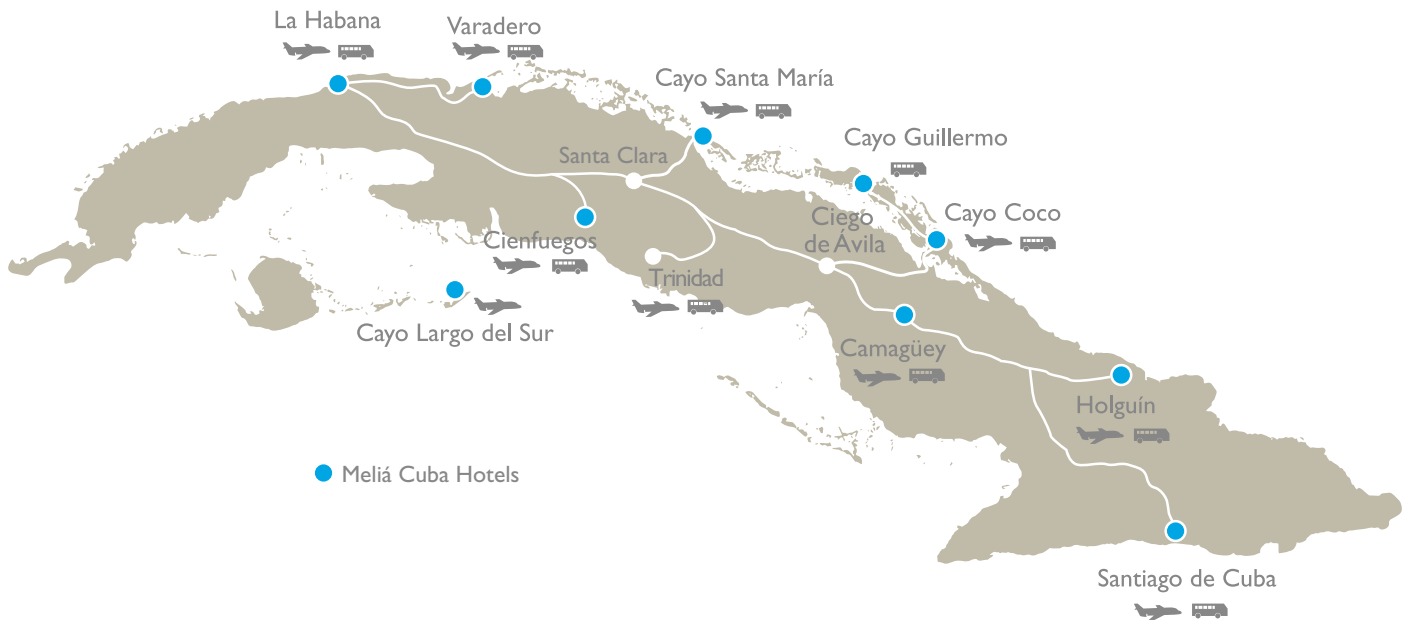 La Habana
Varadero
Cayo Santa María
Cayo Guillermo
Santa Clara
Cayo Coco
Ciego
de Ávila
Cienfuegos
Trinidad
Cayo Largo del Sur
Camagüey
Holguín
Meliá Cuba Hotels
Santiago de Cuba